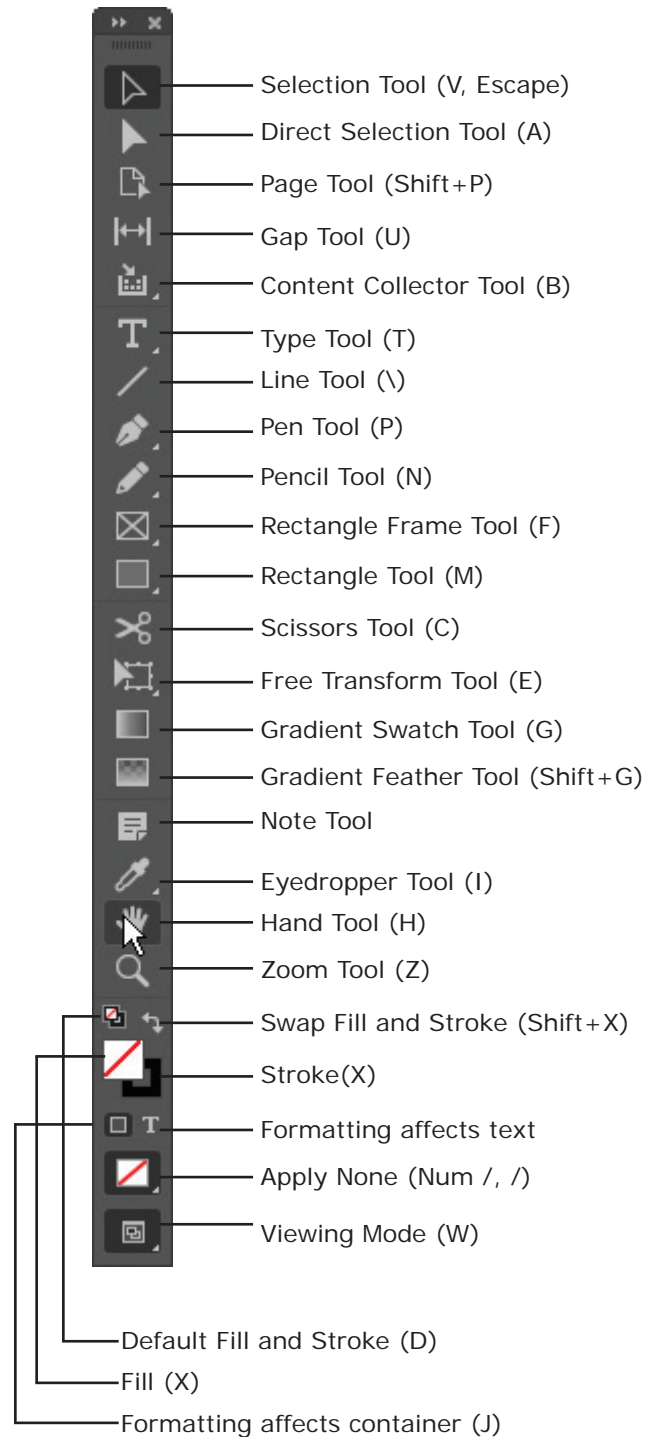 Selection Tool (V, Escape)
Direct Selection Tool (A)
Page Tool (Shift+P)
Gap Tool (U)
Content Collector Tool (B)
Type Tool (T)
Line Tool (\)
Pen Tool (P)
Pencil Tool (N)
Rectangle Frame Tool (F)
Rectangle Tool (M)
Scissors Tool (C)
Free Transform Tool (E)
Gradient Swatch Tool (G)
Gradient Feather Tool (Shift+G)
Note Tool
Eyedropper Tool (I)
Hand Tool (H)
Zoom Tool (Z)
Swap Fill and Stroke (Shift+X)
Stroke(X)
Formatting affects text
Apply None (Num /, /)
Viewing Mode (W)
Default Fill and Stroke (D)
Fill (X)
Formatting affects container (J)